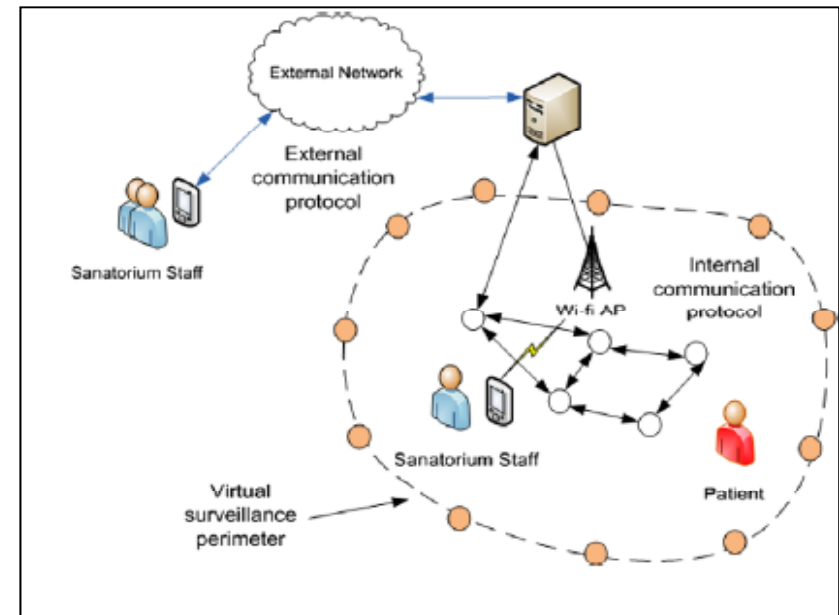 External Network
External
communication
protocol
Sanatorium Staff
Internal
communication
protocol
Wi-fi AP
Sanatorium Staff
Patient
Virtual
surveillance
perimeter